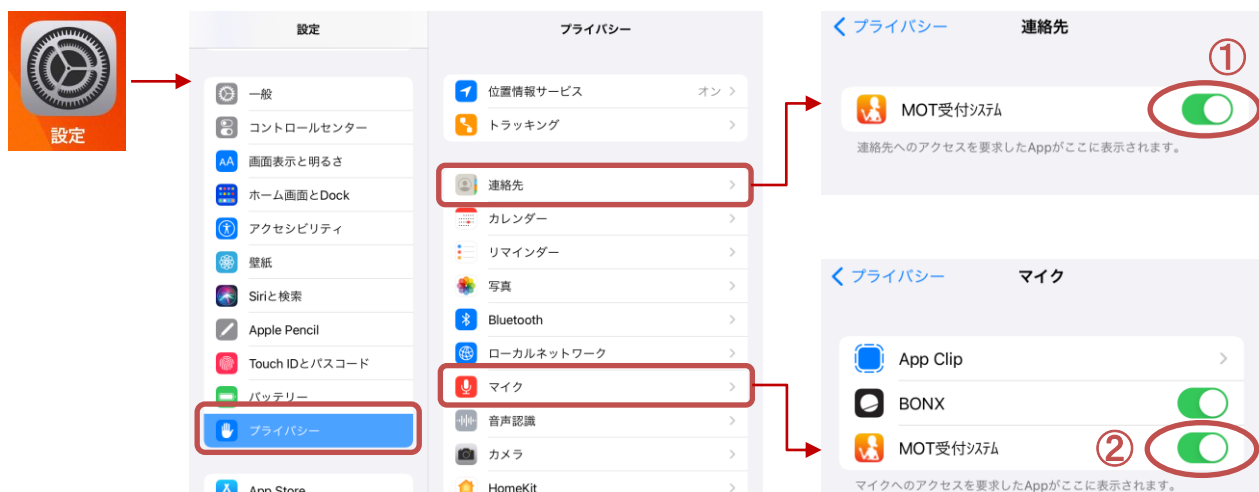 設定
設定
一般
コントロールセンター
AA
画面表示と明るさ
ホーム画面とDock
アクセシビリティ
壁紙
Siriと検索
Apple Pencil
Touch IDとパスコード
バッテリー
プライバシー
App Store
プライバシー
位置情報サービス オン
トラッキング
連絡先
カレンダー
リマインダー
写真
Bluetooth
ローカルネットワーク
マイク
音声認識
カメラ
HomeKit
プライバシー 連絡先
①
MOT受付システム
連絡先へのアクセスを要求したAppがここに表示されます。
プライバシー マイク
App Clip
BONX
MOT受付システム
②
マイクへのアクセスを要求したAppがここに表示されます。